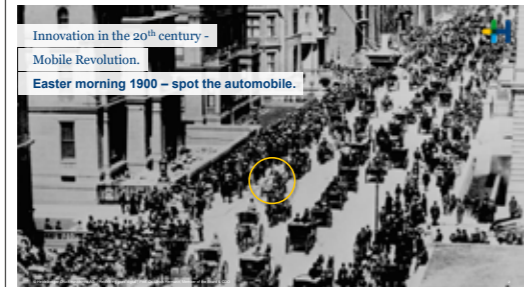 Innovation in the 20th century -
Mobile Revolution.
Easter morning 1900 – spot the automobile.